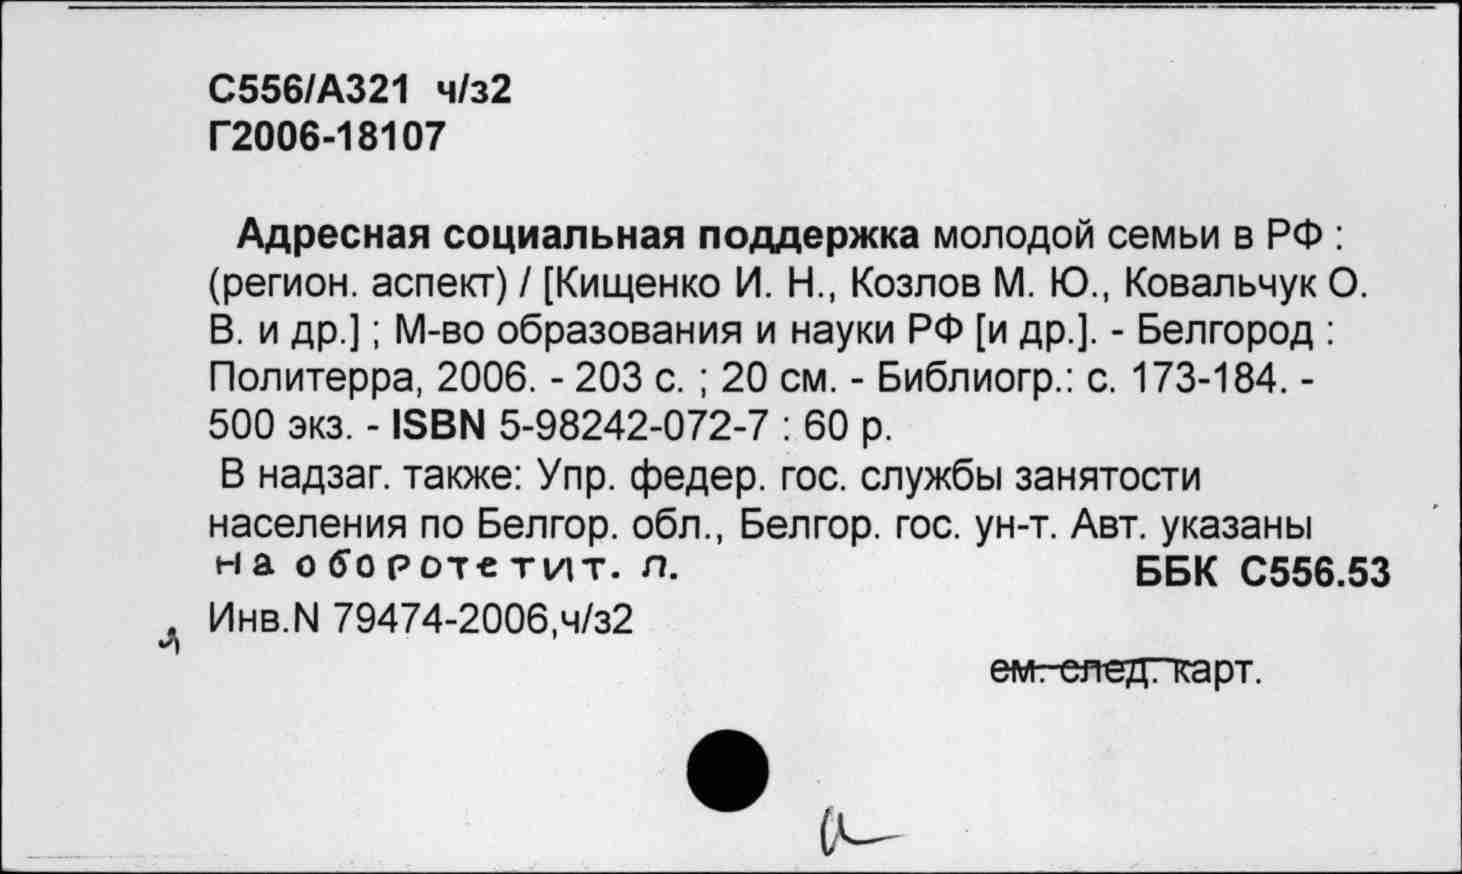 С556/А321 ч/з2
Г2006-18107
Адресная социальная поддержка молодой семьи в РФ :
(регион. аспект) / [Кищенко И. Н., Козлов М. Ю., Ковальчук О.
В. и др.] ; М-во образования и науки РФ [и др.]. - Белгород :
Политерра, 2006. - 203 с. ; 20 см. - Библиогр.: с. 173-184. -
500 экз. - ISBN 5-98242-072-7 : 60 р.
В надзаг. также: Упр. федер. гос. службы занятости
населения по Белгор. обл., Белгор. гос. ун-т. Авт. указаны
на обороте тит. л. ББК С556.53
Инв.N 79474-2006,ч/з2
см. след. карт.